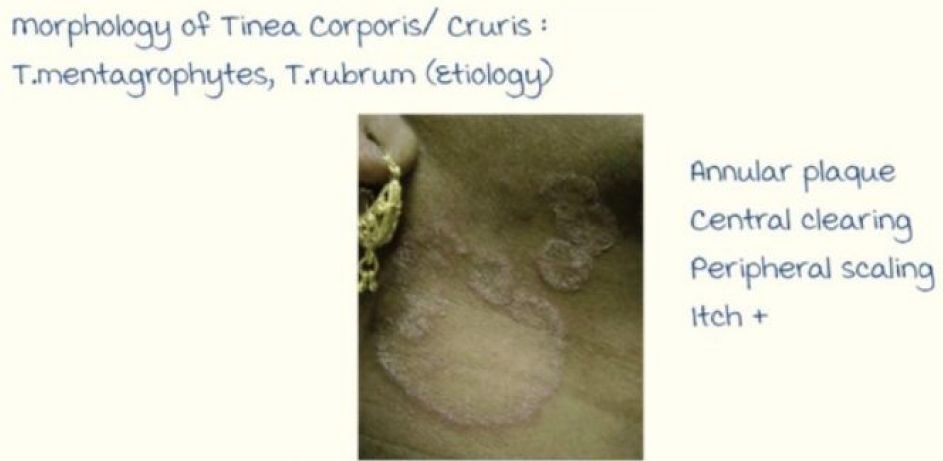 morphology of Tinea Corporis/ Cruris :
T.mentagrophytes, T.rubrum (Etiology)
Annular plaque
Central clearing
Peripheral scaling
Itch +